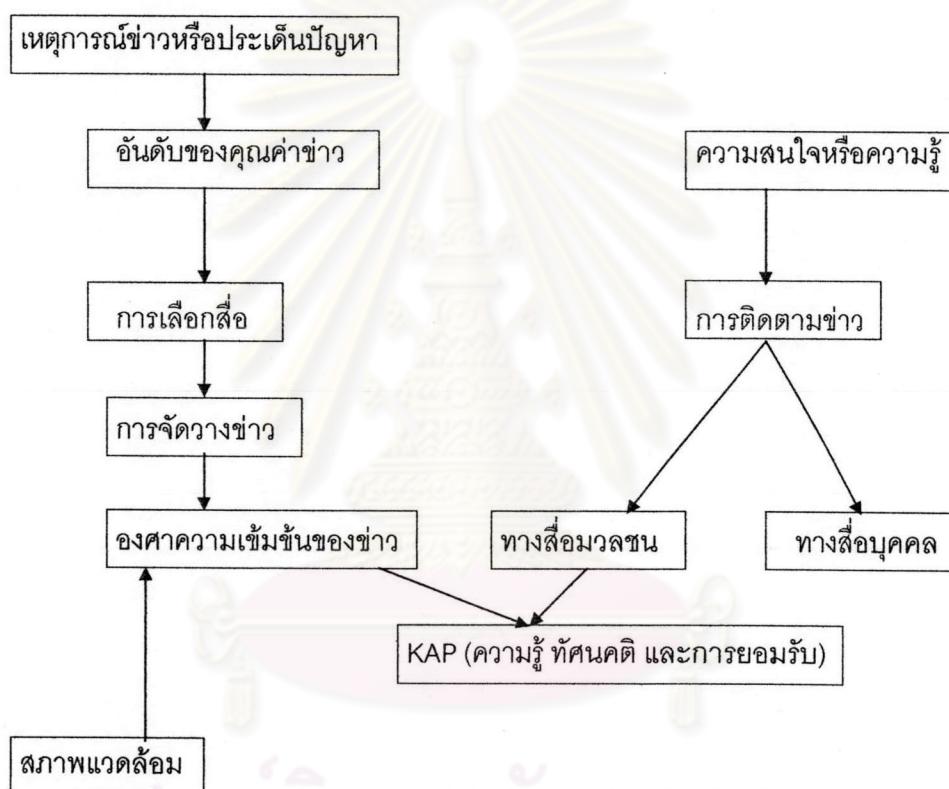 เหตุการณ์ข่าวหรือประเด็นปัญหา
อันดับของคุณค่าข่าว
ความสนใจหรือความรู้
การเลือกสื่อ
การติดตามข่าว
การจัดวางข่าว
องศาความเข้มข้นของข่าว
ทางสื่อมวลชน
ทางสื่อบุคคล
KAP (ความรู้ ทัศนคติ และการยอมรับ)
สภาพแวดล้อม